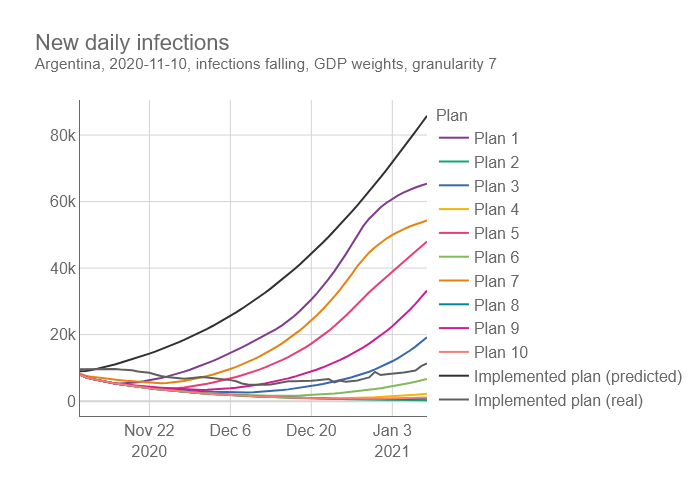 New daily infections
Argentina, 2020-11-10, infections falling, GDP weights, granularity 7
Plan
Plan 1
Plan 2
Plan 3
Plan 4
Plan 5
Plan 6
Plan 7
Plan 8
Plan 9
Plan 10
Implemented plan (predicted)
Implemented plan (real)
80k
60k
40k
20k
0
Nov 22
2020
Dec 6
Dec 20
Jan 3
2021